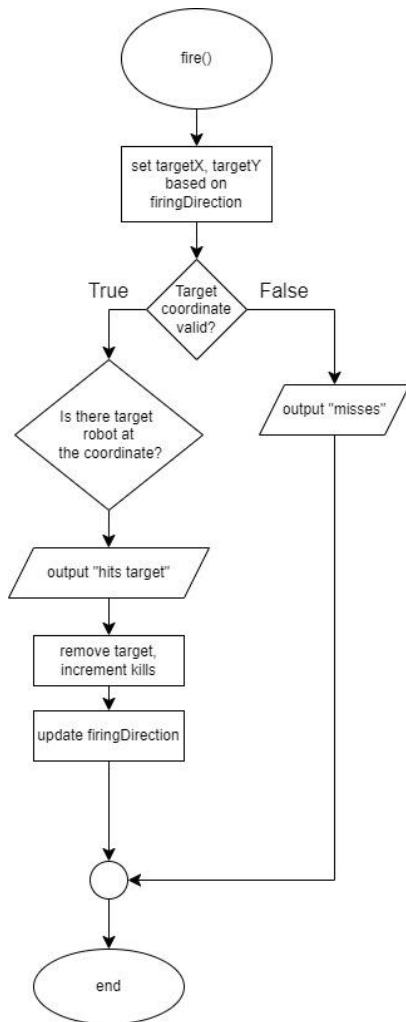 fire()
set targetX, targetY
based on
firingDirection
True
Target
coordinate
valid?
False
Is there target
robot at
the coordinate?
output "misses"
output "hits target"
remove target,
increment kills
update firingDirection
end